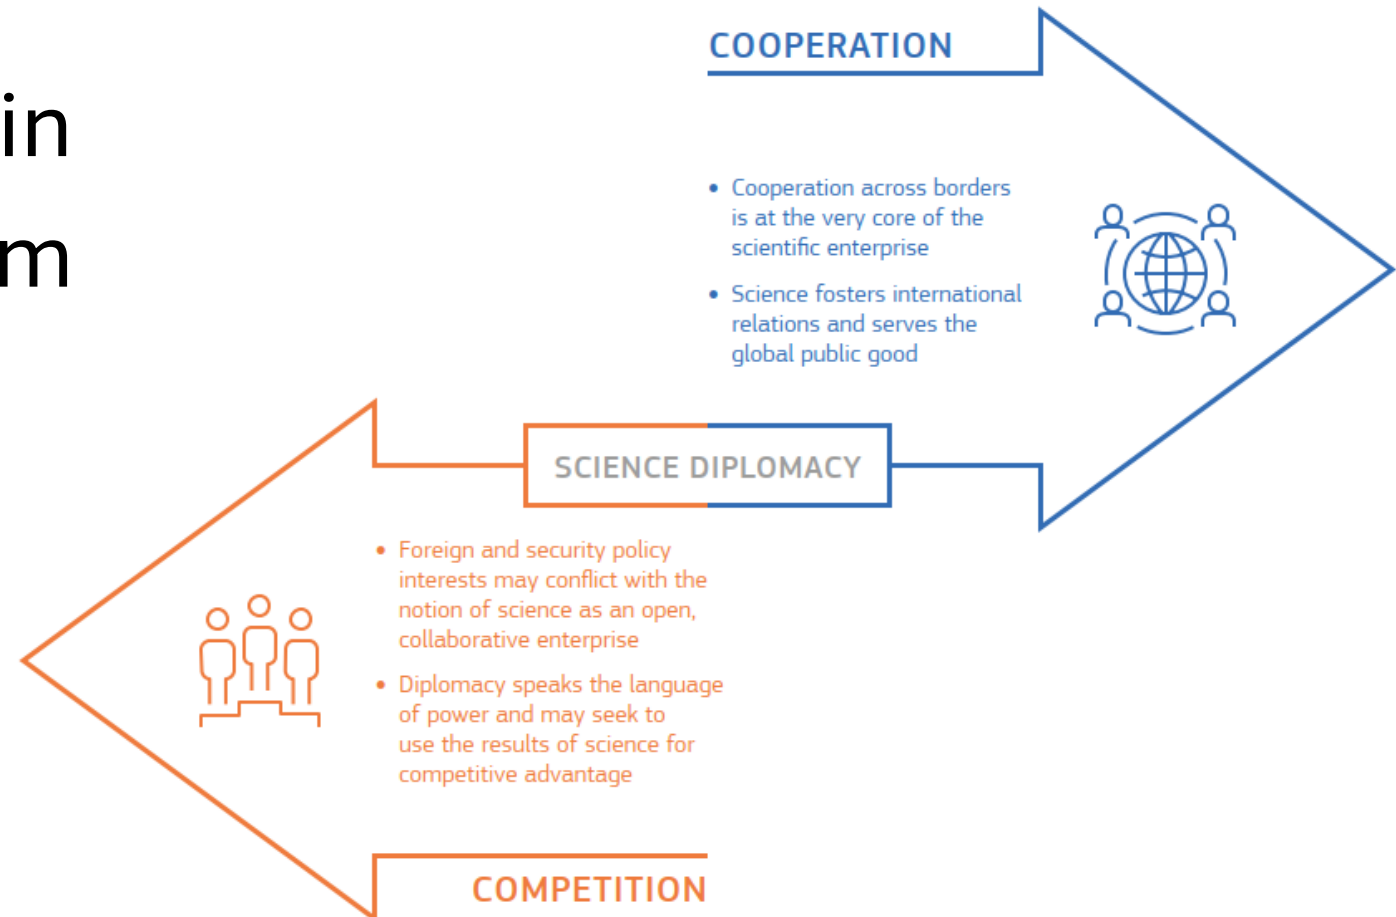 in
m
COOPERATION
• Cooperation across borders
is at the very core of the
scientific enterprise
• Science fosters international
relations and serves the
global public good
SCIENCE DIPLOMACY
• Foreign and security policy
interests may conflict with the
notion of science as an open,
collaborative enterprise
• Diplomacy speaks the language
of power and may seek to
use the results of science for
competitive advantage
COMPETITION